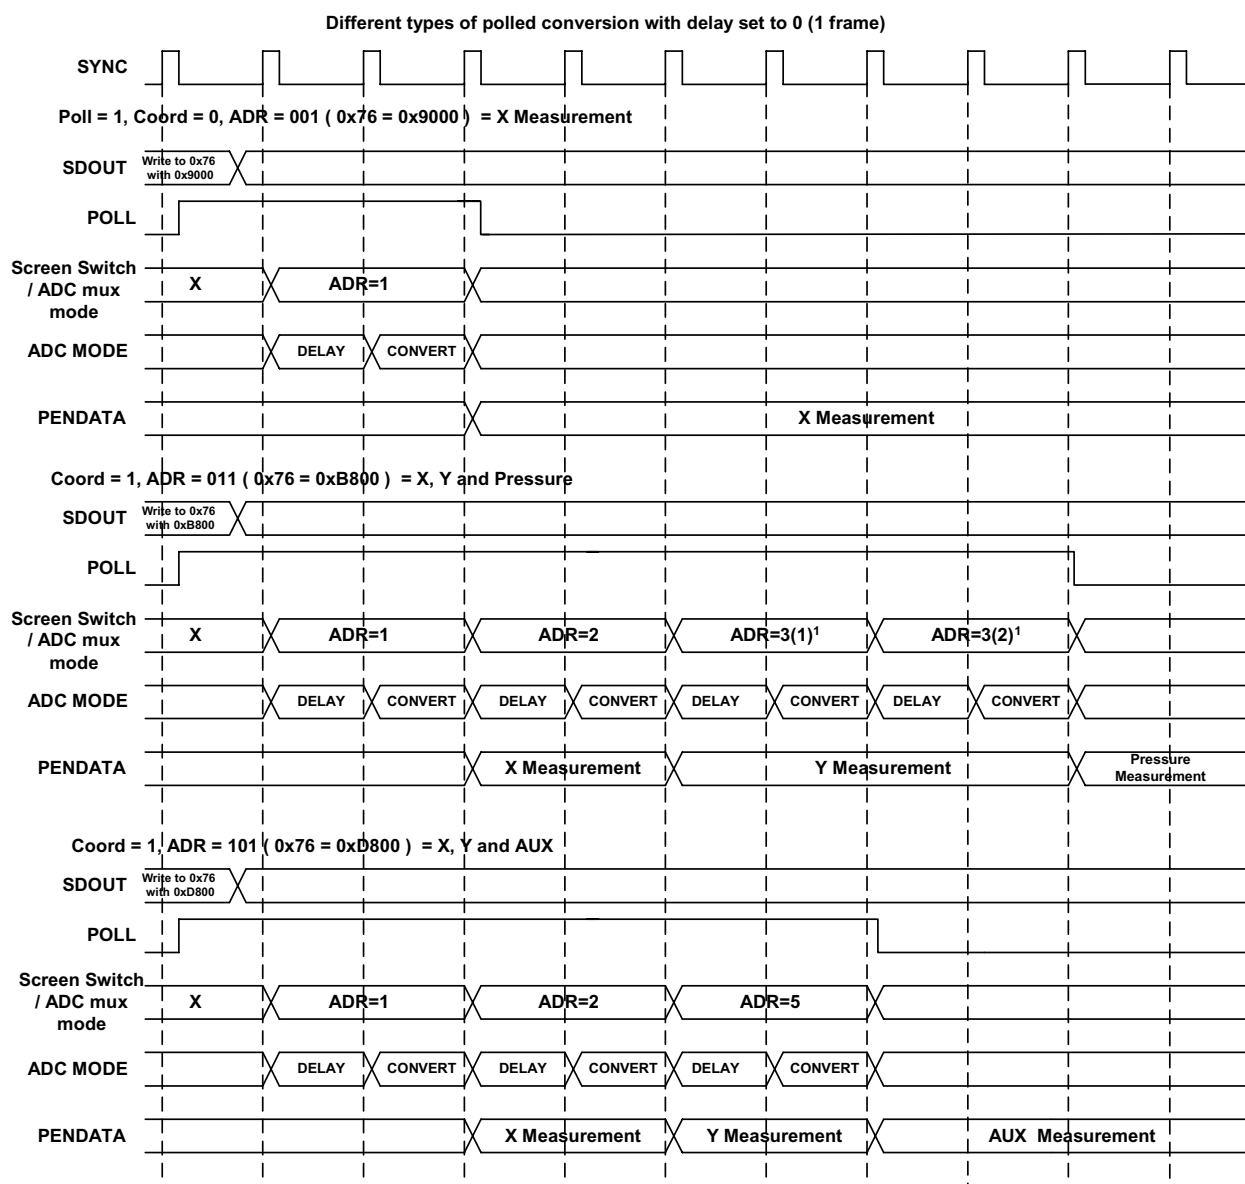 Different types of polled conversion with delay set to 0 (1 frame)
SYNC
Poll = 1, Coord = 0, ADR = 001 ( 0x76 = 0x9000 ) = X Measurement
SDOUT
Write to 0x76
with 0x9000
POLL
Screen Switch
/ ADC mux
mode
X
ADR=1
ADC MODE
DELAY
CONVERT
PENDATA
X Measurement
Coord = 1, ADR = 011 ( 0x76 = 0xB800 ) = X, Y and Pressure
SDOUT
Write to 0x76
with 0xB800
POLL
Screen Switch
/ ADC mux
mode
X
ADR=1
ADR=2
ADR=3(1)¹
ADR=3(2)¹
ADC MODE
DELAY
CONVERT
DELAY
CONVERT
DELAY
CONVERT
DELAY
CONVERT
PENDATA
X Measurement
Y Measurement
Pressure
Measurement
Coord = 1, ADR = 101 ( 0x76 = 0xD800 ) = X, Y and AUX
SDOUT
Write to 0x76
with 0xD800
POLL
Screen Switch
/ ADC mux
mode
X
ADR=1
ADR=2
ADR=5
ADC MODE
DELAY
CONVERT
DELAY
CONVERT
DELAY
CONVERT
PENDATA
X Measurement
Y Measurement
AUX Measurement